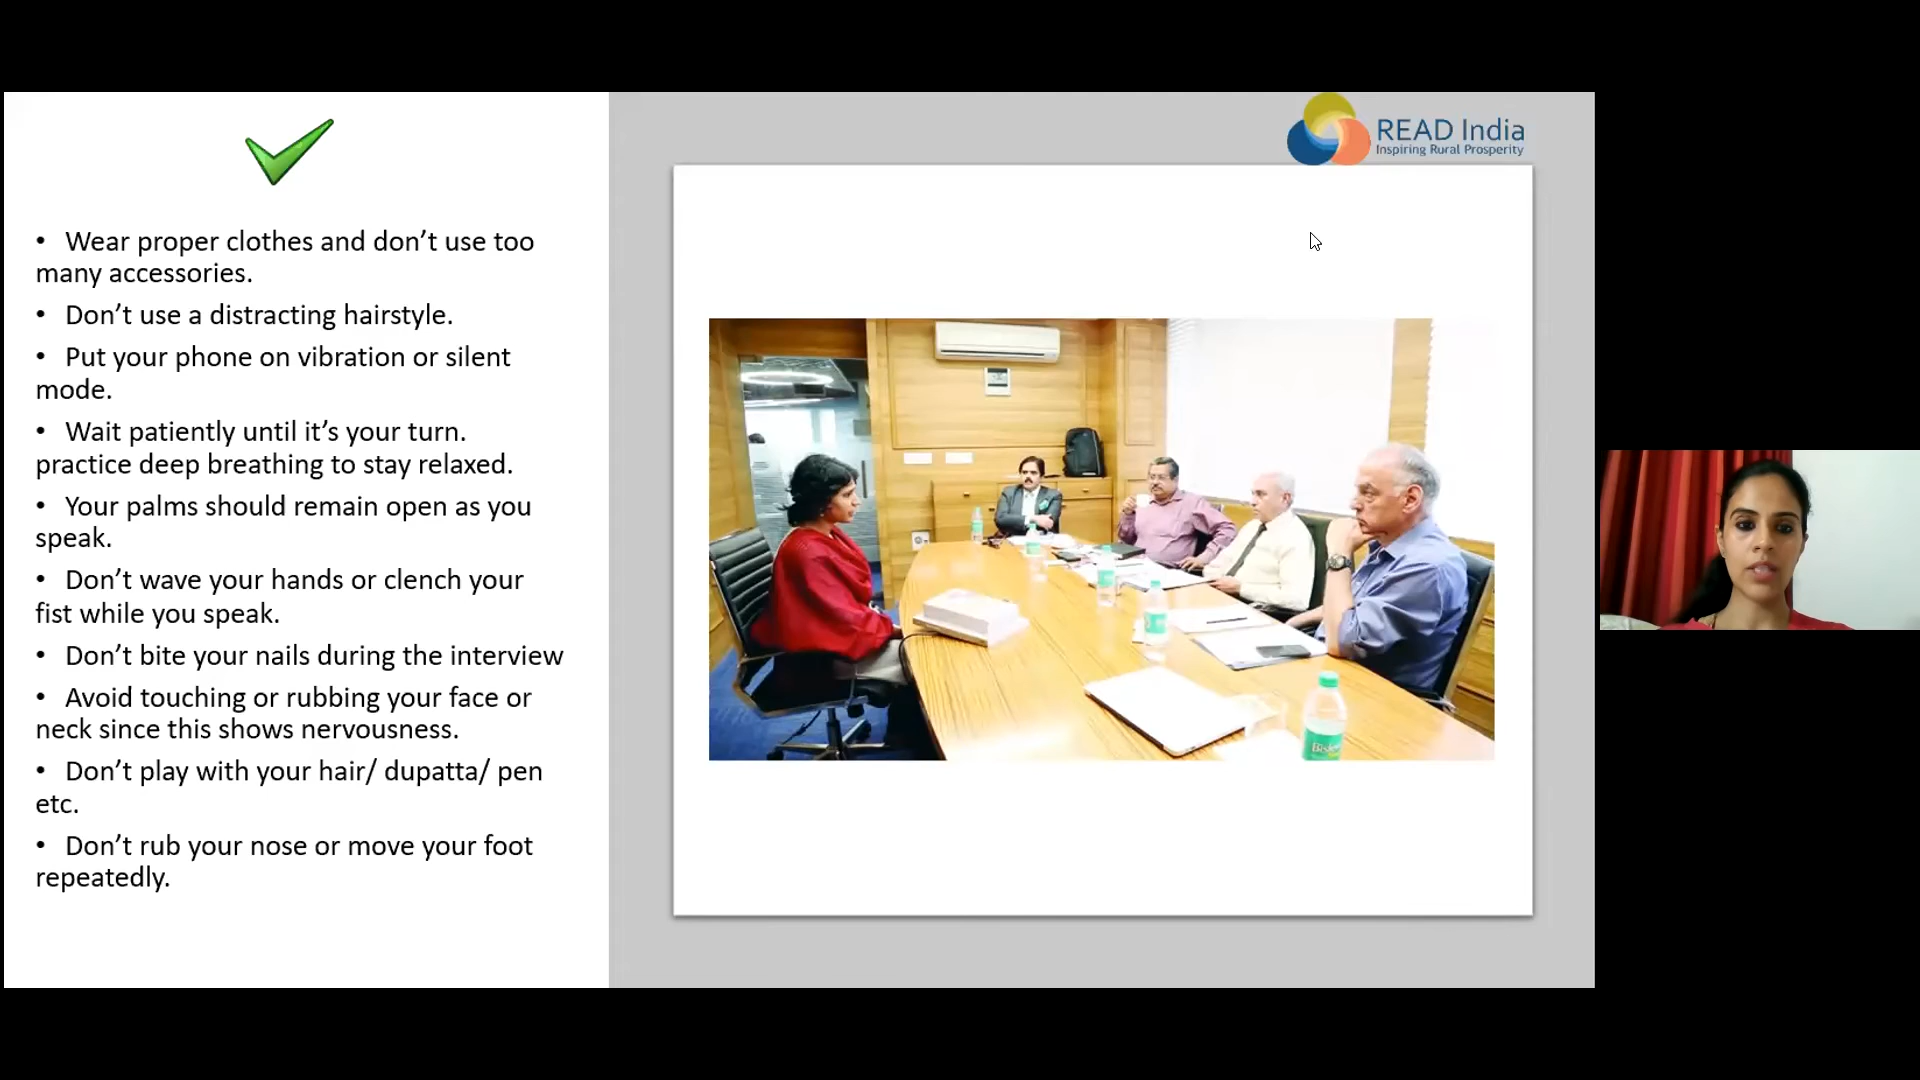 READ India
Inspiring Rural Prosperity
• Wear proper clothes and don’t use too
many accessories.
• Don’t use a distracting hairstyle.
• Put your phone on vibration or silent
mode.
• Wait patiently until it’s your turn.
practice deep breathing to stay relaxed.
• Your palms should remain open as you
speak.
• Don’t wave your hands or clench your
fist while you speak.
• Don’t bite your nails during the interview
• Avoid touching or rubbing your face or
neck since this shows nervousness.
• Don’t play with your hair/ dupatta/ pen
etc.
• Don’t rub your nose or move your foot
repeatedly.